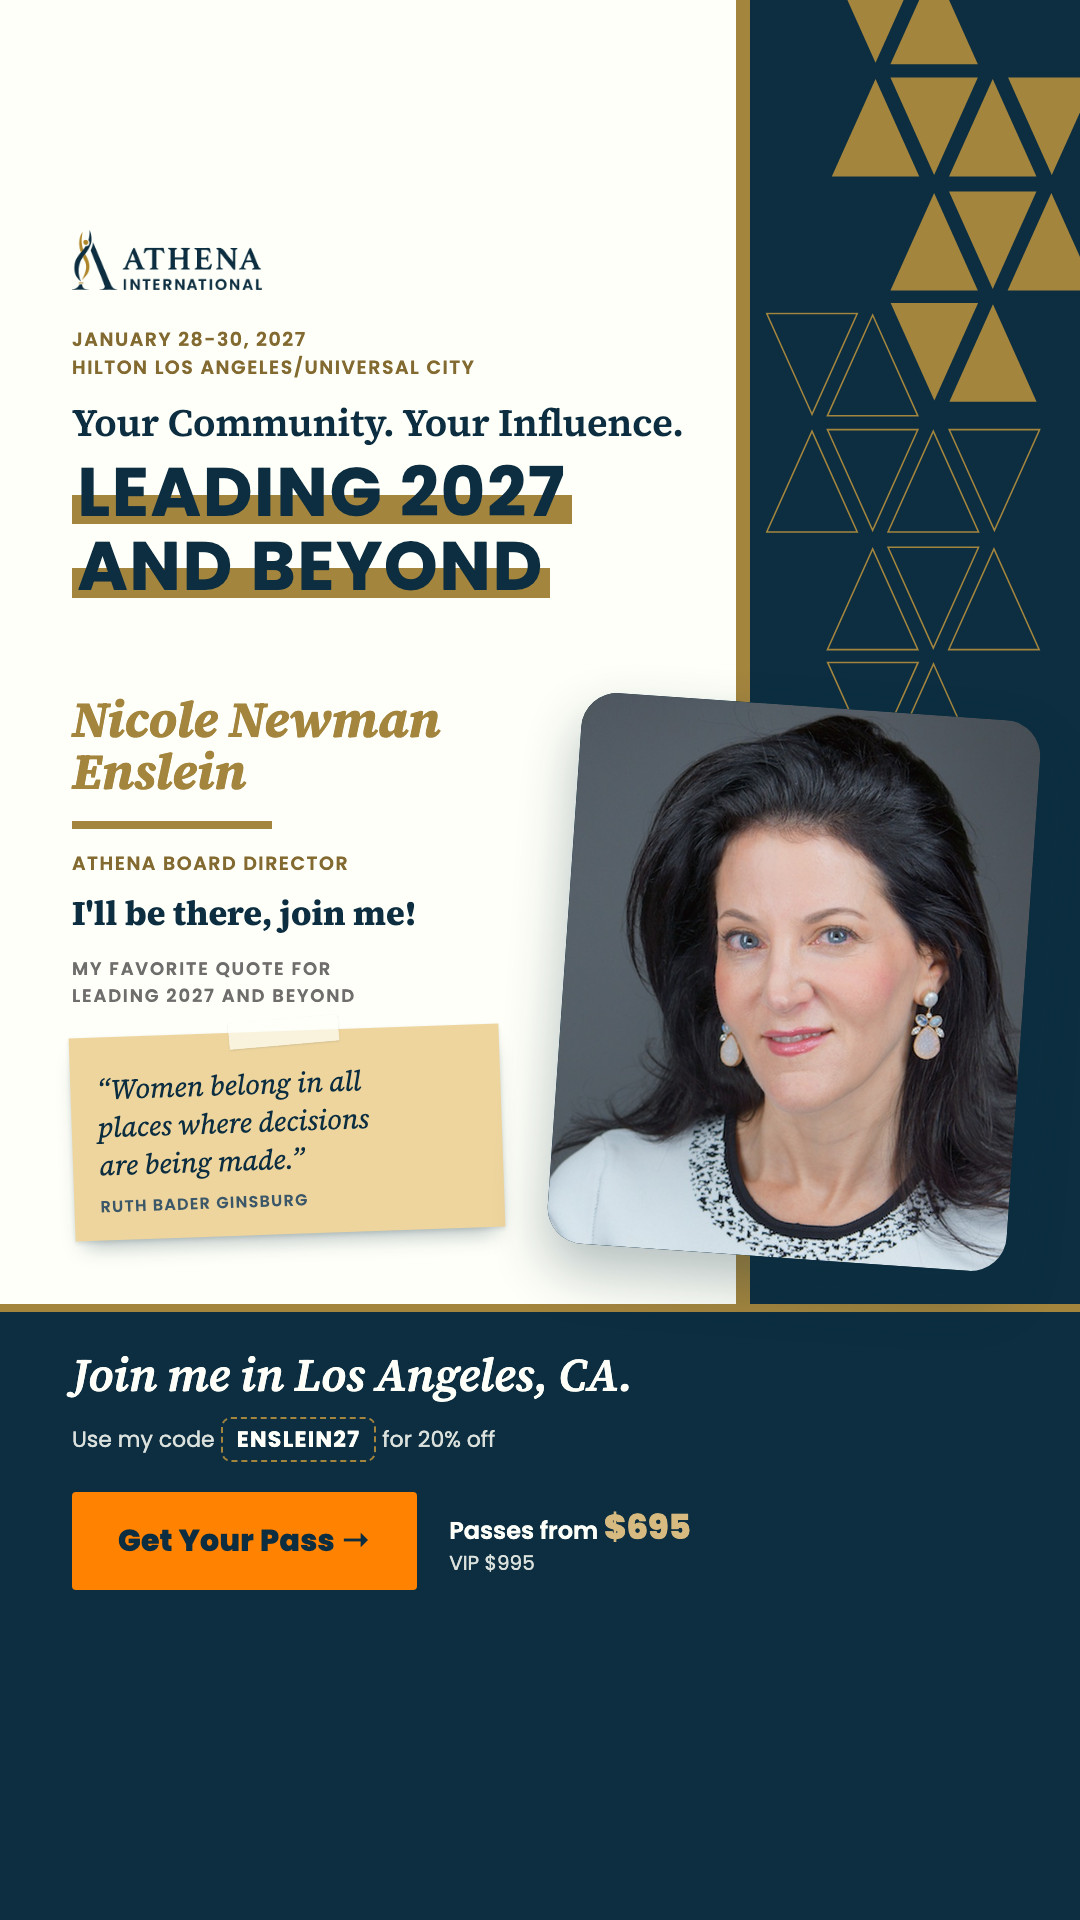 ATHENA
INTERNATIONAL
JANUARY 28-30, 2027
HILTON LOS ANGELES/UNIVERSAL CITY
Your Community. Your Influence.
LEADING 2027
AND BEYOND
Nicole Newman
Enslein
ATHENA BOARD DIRECTOR
I'll be there, join me!
MY FAVORITE QUOTE FOR
LEADING 2027 AND BEYOND
“Women belong in all
places where decisions
are being made.”
RUTH BADER GINSBURG
Join me in Los Angeles, CA.
Use my code ENSLEIN27 for 20% off
Get Your Pass →
Passes from $695
VIP $995